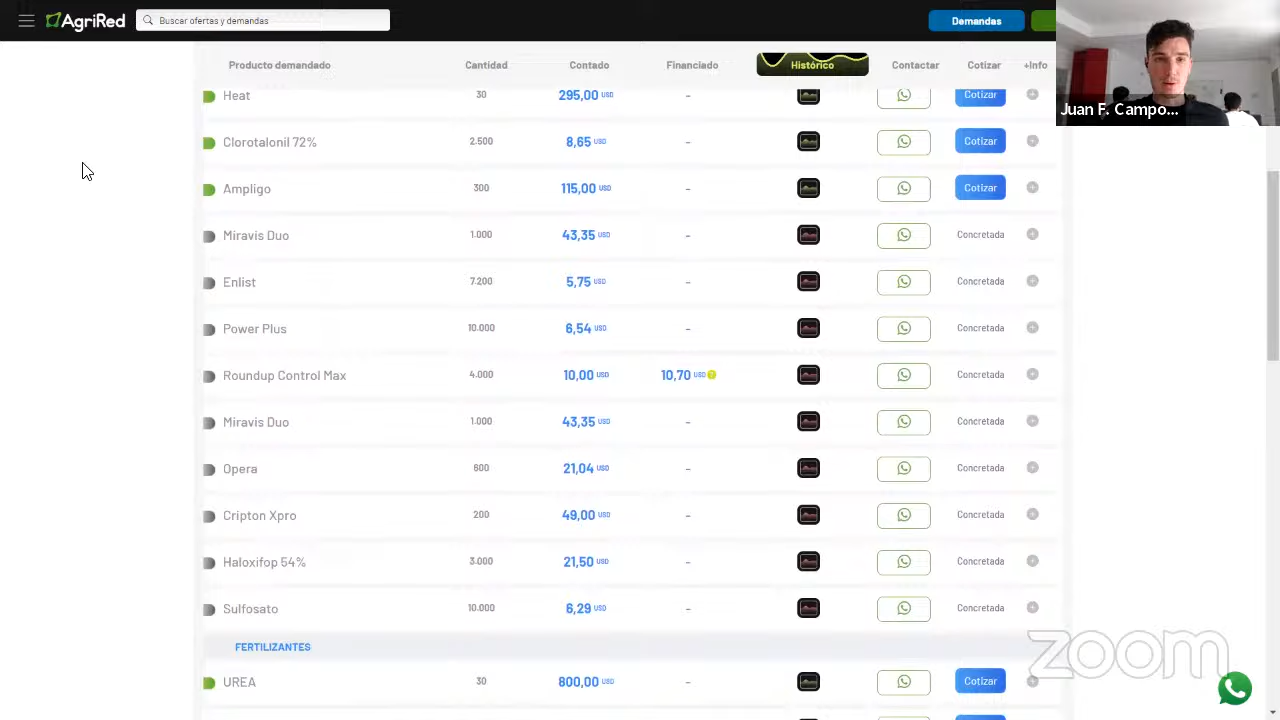 AgriRed
Buscar ofertas y demandas
Demandas
Producto demandado Cantidad Contado Financiado Histórico Contactar Cotizar +Info
Heat 30 295,00 USD - Cotizar
Clorotalonil 72% 2.500 8,65 USD - Cotizar
Ampligo 300 115,00 USD - Cotizar
Miravis Duo 1.000 43,35 USD - Concretada
Enlist 7.200 5,75 USD - Concretada
Power Plus 10.000 6,54 USD - Concretada
Roundup Control Max 4.000 10,00 USD 10,70 USD ? Concretada
Miravis Duo 1.000 43,35 USD - Concretada
Opera 600 21,04 USD - Concretada
Cripton Xpro 200 49,00 USD - Concretada
Haloxifop 54% 3.000 21,50 USD - Concretada
Sulfosato 10.000 6,29 USD - Concretada
FERTILIZANTES
UREA 30 800,00 USD - Cotizar
Juan F. Campo...
zoom